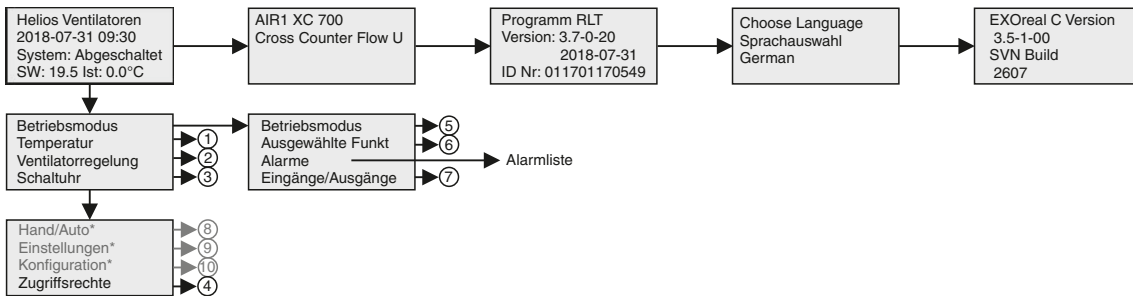 Helios Ventilatoren
2018-07-31 09:30
System: Abgeschaltet
SW: 19.5 Ist: 0.0°C
AIR1 XC 700
Cross Counter Flow U
Programm RLT
Version: 3.7-0-20
2018-07-31
ID Nr: 011701170549
Choose Language
Sprachauswahl
German
EXOreal C Version
3.5-1-00
SVN Build
2607
Betriebsmodus
Temperatur 1
Ventilatorregelung 2
Schaltuhr 3
Betriebsmodus 5
Ausgewählte Funkt 6
Alarme Alarmliste
Eingänge/Ausgänge 7
Hand/Auto* 8
Einstellungen* 9
Konfiguration* 10
Zugriffsrechte 4